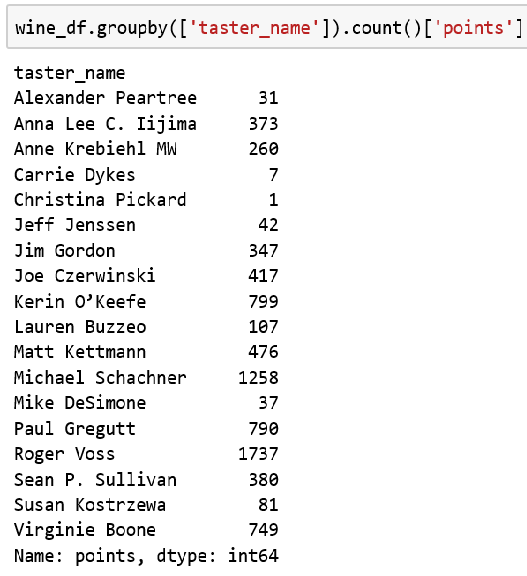 wine_df.groupby(['taster_name']).count()['points']
taster_name
Alexander Peartree 31
Anna Lee C. Iijima 373
Anne Krebiehl MW 260
Carrie Dykes 7
Christina Pickard 1
Jeff Jenssen 42
Jim Gordon 347
Joe Czerwinski 417
Kerin O’Keefe 799
Lauren Buzzeo 107
Matt Kettmann 476
Michael Schachner 1258
Mike DeSimone 37
Paul Gregutt 790
Roger Voss 1737
Sean P. Sullivan 380
Susan Kostrzewa 81
Virginie Boone 749
Name: points, dtype: int64